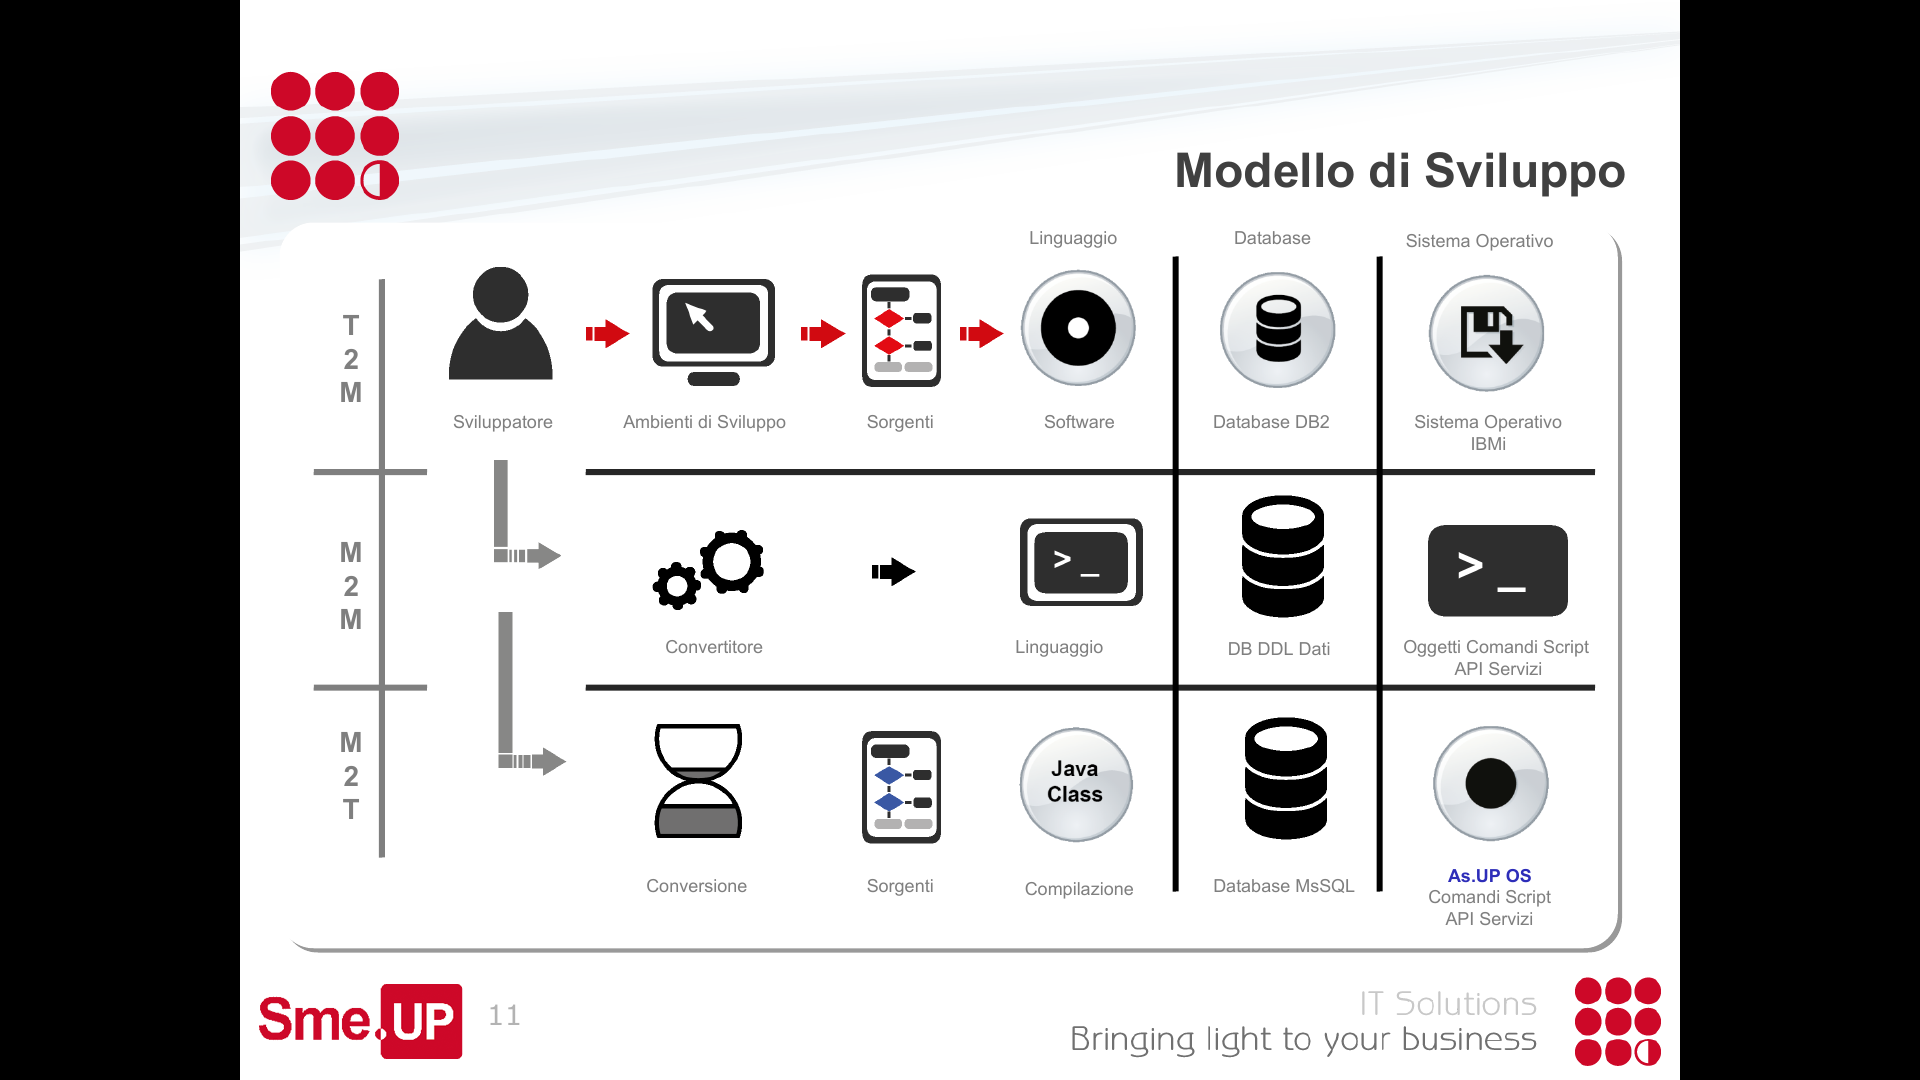 Modello di Sviluppo
Linguaggio
Database
Sistema Operativo
T
2
M
Sviluppatore
Ambienti di Sviluppo
Sorgenti
Software
Database DB2
Sistema Operativo
IBMi
M
2
M
>_
>_
Convertitore
Linguaggio
DB DDL Dati
Oggetti Comandi Script
API Servizi
M
2
T
Java
Class
Conversione
Sorgenti
Compilazione
Database MsSQL
As.UP OS
Comandi Script
API Servizi
Sme.UP
11
IT Solutions
Bringing light to your business